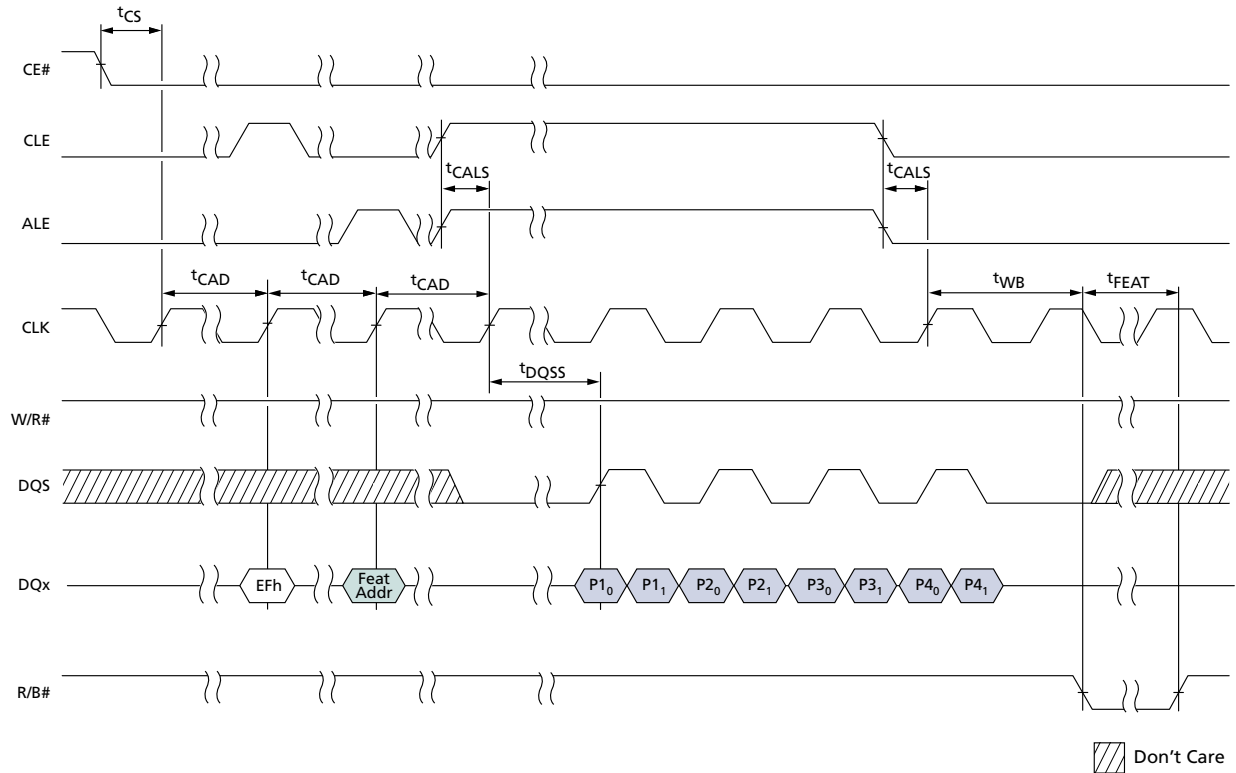 tCS
CE#
CLE
tCALS
tCALS
ALE
tCAD
tCAD
tCAD
tWB
tFEAT
CLK
tDQSS
W/R#
DQS
DQx
EFh
Feat
Addr
P1₀ P1₁ P2₀ P2₁ P3₀ P3₁ P4₀ P4₁
R/B#
Don't Care